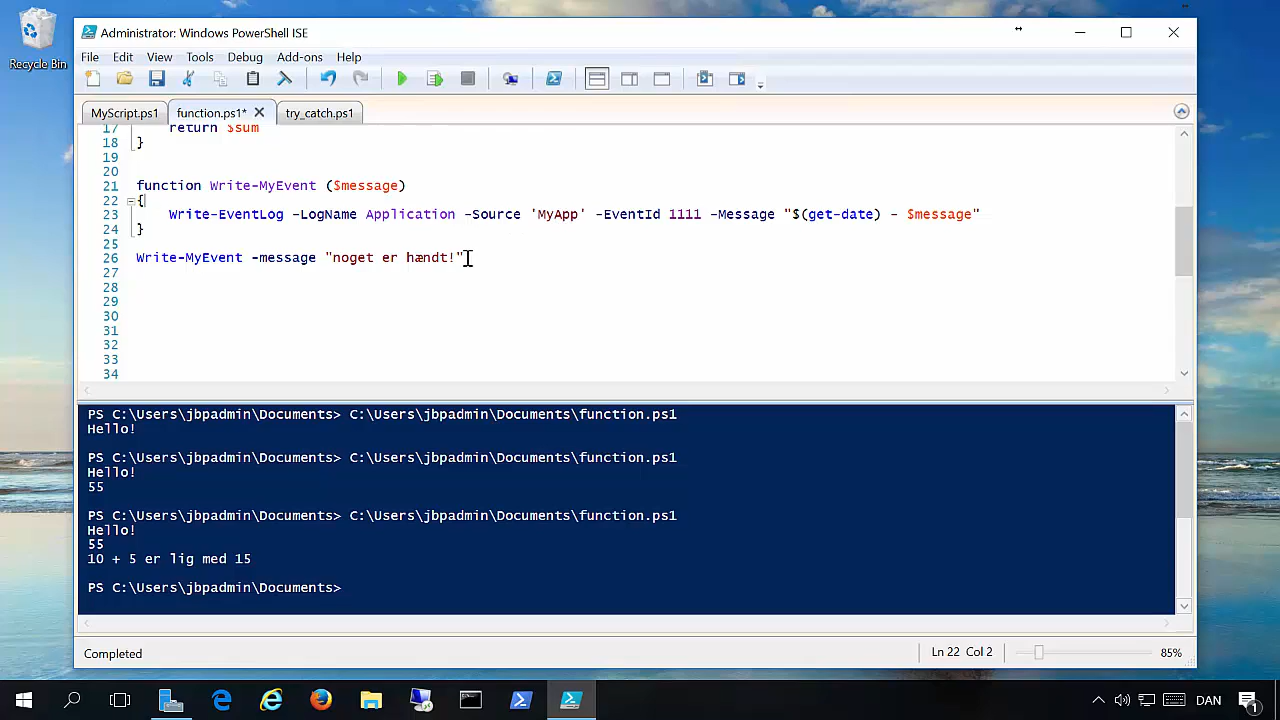 Recycle Bin
Administrator: Windows PowerShell ISE
File Edit View Tools Debug Add-ons Help
MyScript.ps1 function.ps1* try_catch.ps1
17 return $sum
18 }
19
20
21 function Write-MyEvent ($message)
22 {
23 Write-EventLog -LogName Application -Source 'MyApp' -EventId 1111 -Message "$(get-date) - $message"
24 }
25
26 Write-MyEvent -message "noget er hændt!"
27
28
29
30
31
32
33
34
PS C:\Users\jbpadmin\Documents> C:\Users\jbpadmin\Documents\function.ps1
Hello!
PS C:\Users\jbpadmin\Documents> C:\Users\jbpadmin\Documents\function.ps1
Hello!
55
PS C:\Users\jbpadmin\Documents> C:\Users\jbpadmin\Documents\function.ps1
Hello!
55
10 + 5 er lig med 15
PS C:\Users\jbpadmin\Documents>
Completed Ln 22 Col 2 85%
DAN 1